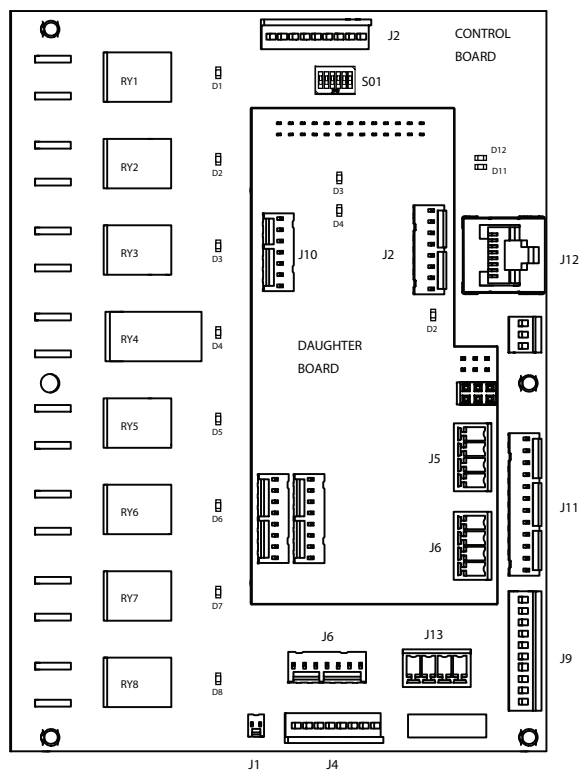 J2
CONTROL
BOARD
RY1
D1
S01
RY2
D2
D3
D4
D12
D11
RY3
D3
J10
J2
J12
RY4
D4
D2
DAUGHTER
BOARD
RY5
D5
J5
RY6
D6
J6
J11
RY7
D7
J6
J13
J9
RY8
D8
J1
J4